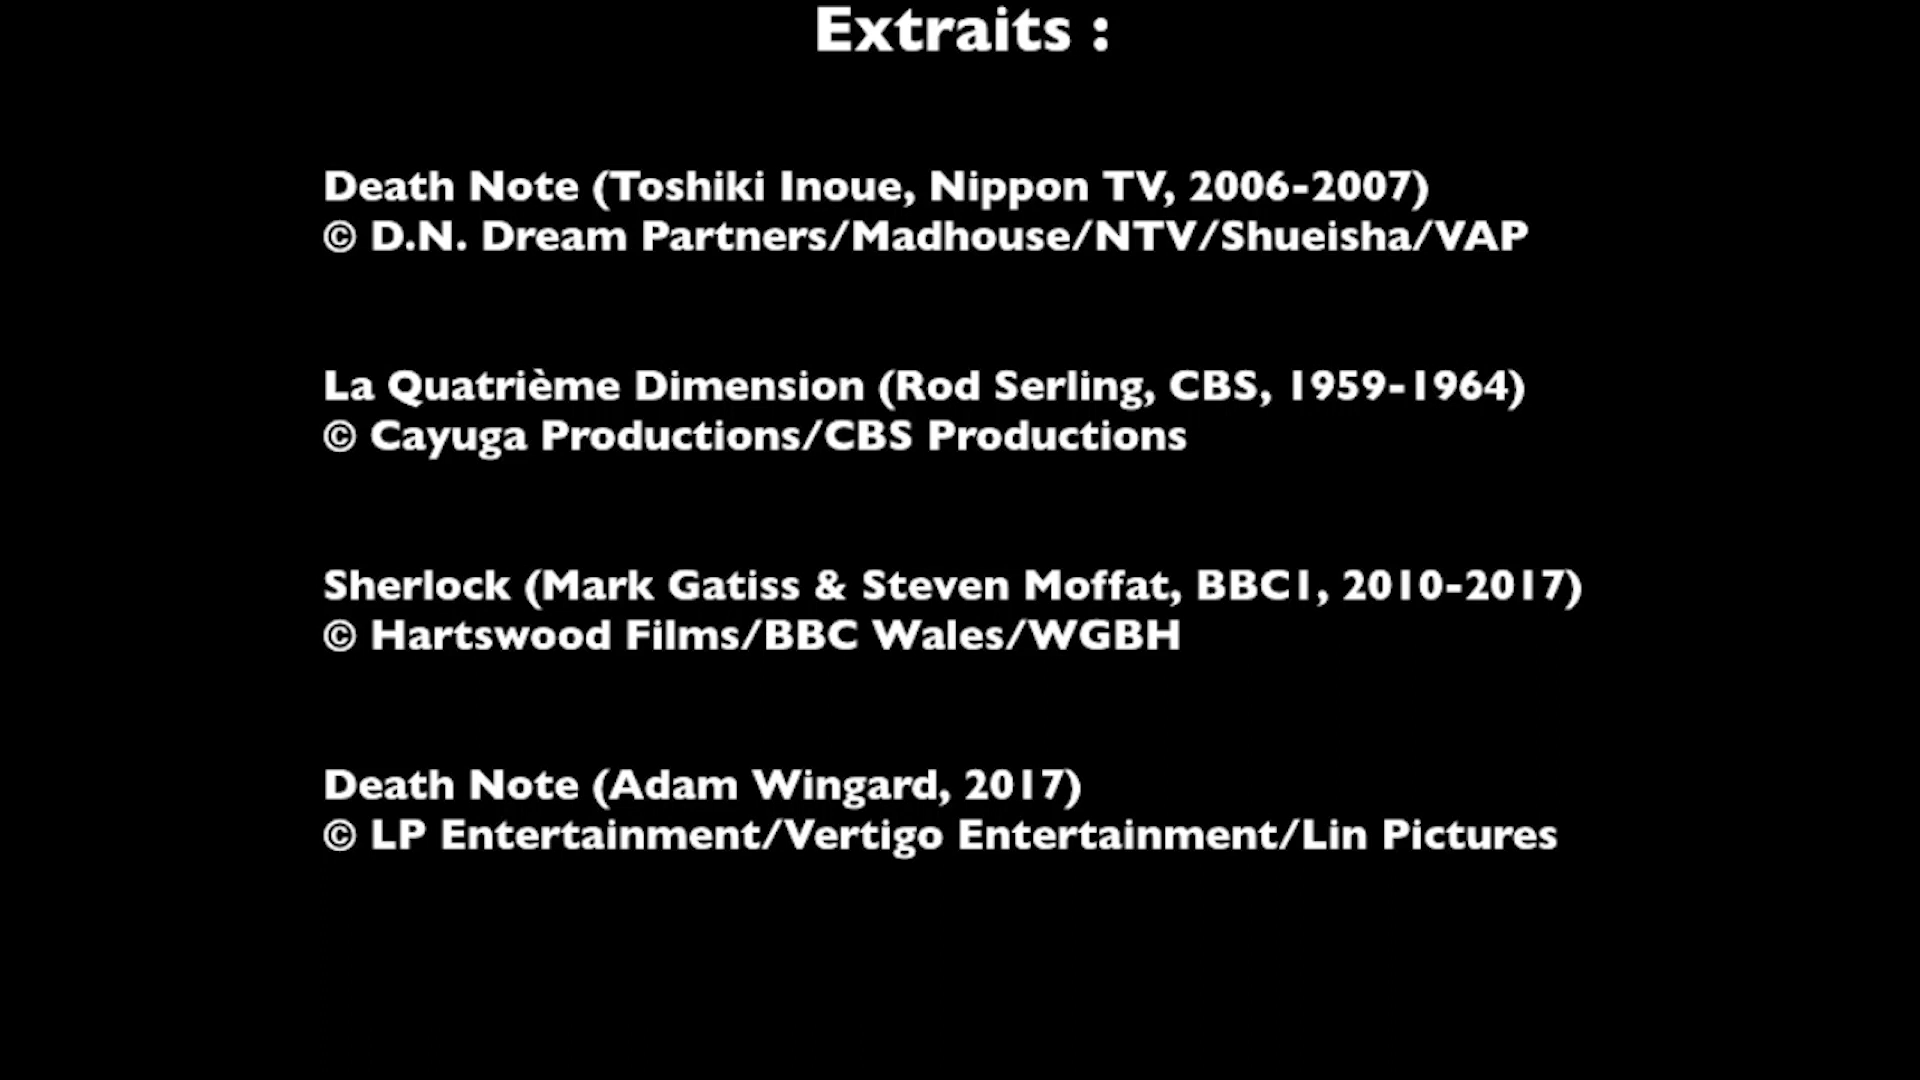 Extraits :
Death Note (Toshiki Inoue, Nippon TV, 2006-2007)
© D.N. Dream Partners/Madhouse/NTV/Shueisha/VAP
La Quatrième Dimension (Rod Serling, CBS, 1959-1964)
© Cayuga Productions/CBS Productions
Sherlock (Mark Gatiss & Steven Moffat, BBC1, 2010-2017)
© Hartswood Films/BBC Wales/WGBH
Death Note (Adam Wingard, 2017)
© LP Entertainment/Vertigo Entertainment/Lin Pictures